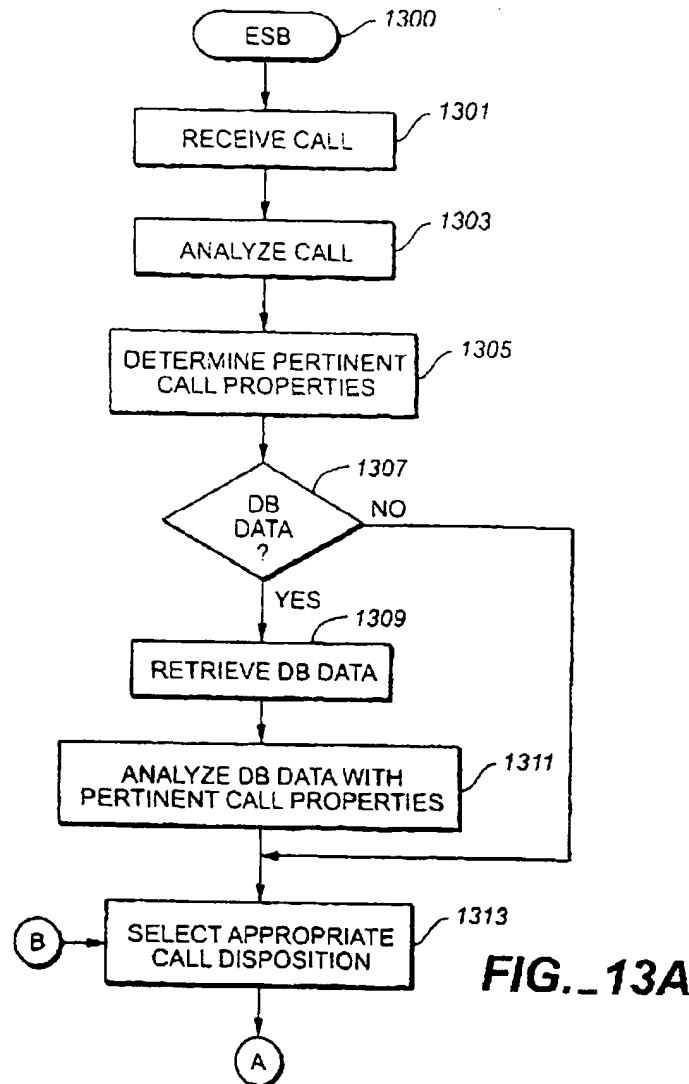 ESB
1300
RECEIVE CALL
1301
ANALYZE CALL
1303
DETERMINE PERTINENT
CALL PROPERTIES
1305
DB
DATA
?
1307
NO
YES
1309
RETRIEVE DB DATA
ANALYZE DB DATA WITH
PERTINENT CALL PROPERTIES
1311
B
SELECT APPROPRIATE
CALL DISPOSITION
1313
FIG._13A
A